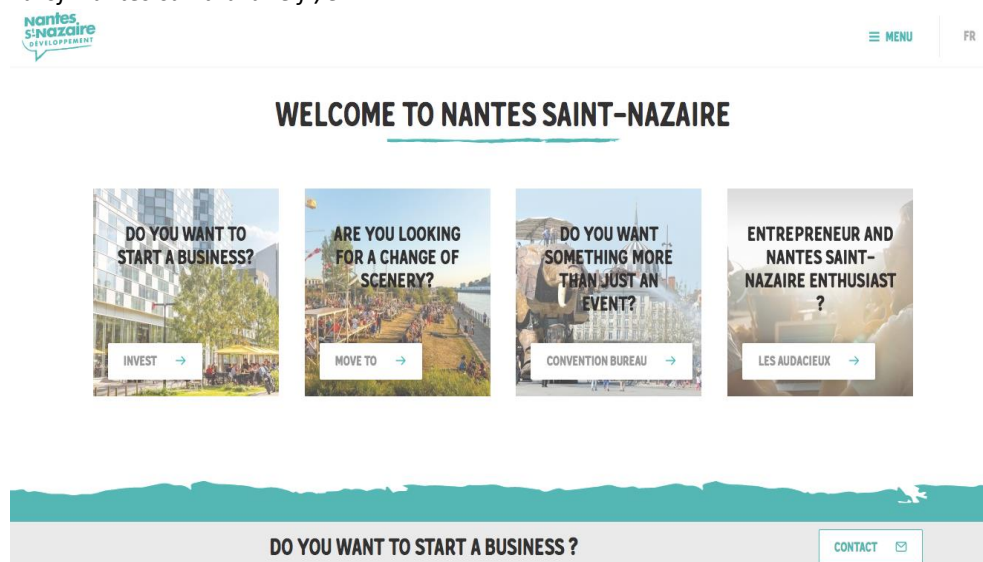 Nantes
St-Nazaire
DÉVELOPPEMENT
MENU
FR
WELCOME TO NANTES SAINT-NAZAIRE
DO YOU WANT TO
START A BUSINESS?
INVEST
ARE YOU LOOKING
FOR A CHANGE OF
SCENERY?
MOVE TO
DO YOU WANT
SOMETHING MORE
THAN JUST AN
EVENT?
CONVENTION BUREAU
ENTREPRENEUR AND
NANTES SAINT-
NAZAIRE ENTHUSIAST
?
LES AUDACIEUX
DO YOU WANT TO START A BUSINESS ?
CONTACT